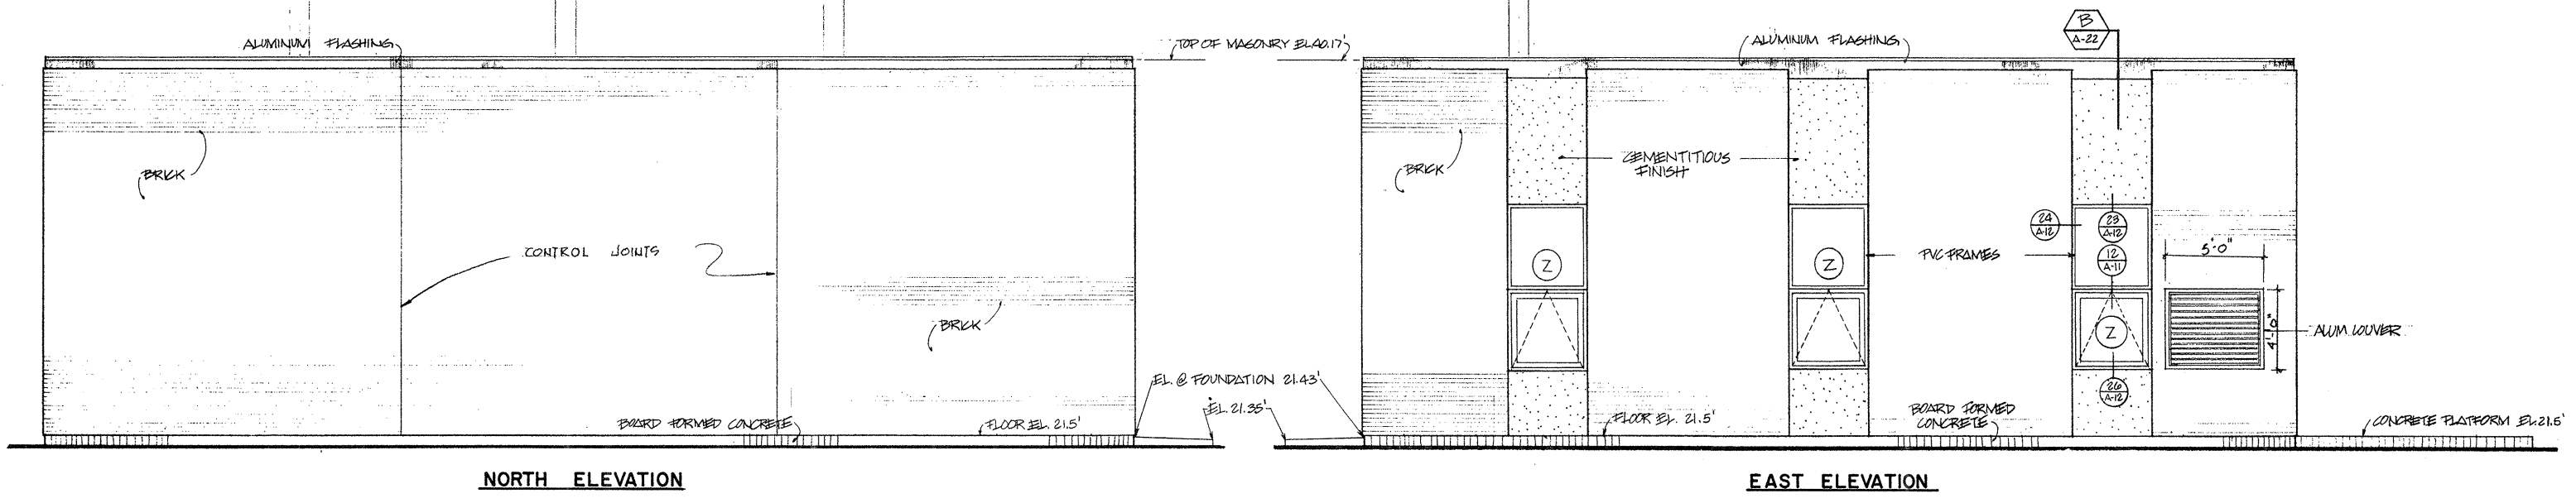 ALUMINUM FLASHING
BRICK
CONTROL JOINTS
BRICK
BOARD FORMED CONCRETE
FLOOR EL. 21.5'
NORTH ELEVATION
TOP OF MASONRY EL.40.17'
EL. @ FOUNDATION 21.43'
EL. 21.35'
ALUMINUM FLASHING
B
A-22
BRICK
CEMENTITIOUS
FINISH
24
A-12
23
A-12
12
A-11
5'-0"
Z
Z
PVC FRAMES
Z
4'-0"
ALUM. LOUVER
26
A-12
FLOOR EL. 21.5'
BOARD FORMED
CONCRETE
CONCRETE PLATFORM EL.21.5'
EAST ELEVATION